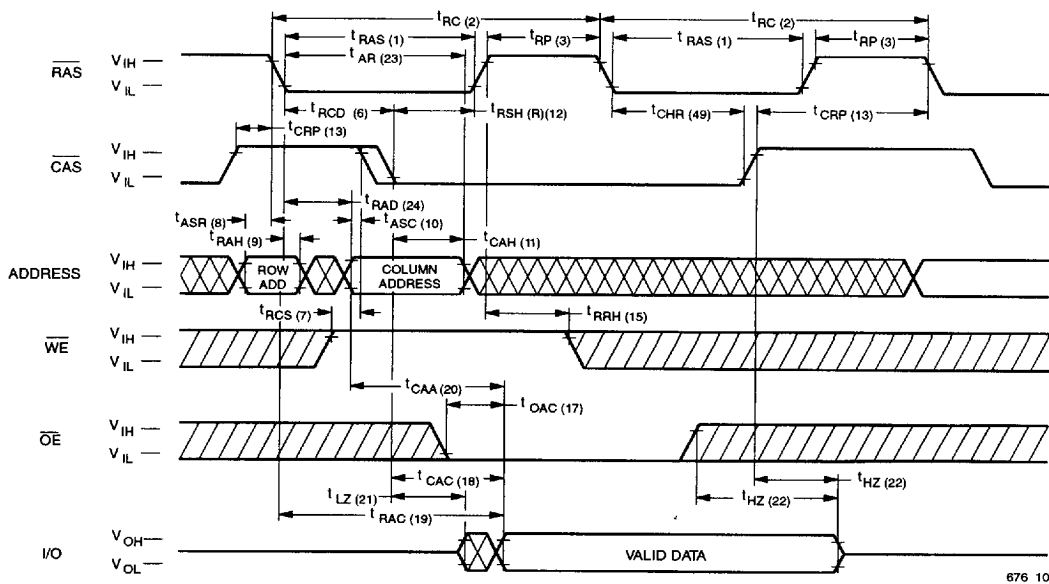 tRC (2) tRC (2)
tRAS (1) tRP (3) tRAS (1) tRP (3)
tAR (23)
RAS VIH
VIL
tRCD (6) tRSH (R)(12) tCHR (49) tCRP (13)
tCRP (13)
CAS VIH
VIL
tRAD (24)
tASR (8) tASC (10)
tRAH (9) tCAH (11)
ADDRESS VIH
VIL
ROW ADD COLUMN ADDRESS
tRCS (7) tRRH (15)
WE VIH
VIL
tCAA (20)
tOAC (17)
OE VIH
VIL
tCAC (18) tHZ (22)
tLZ (21) tHZ (22)
tRAC (19)
I/O VOH
VOL
VALID DATA
676 10